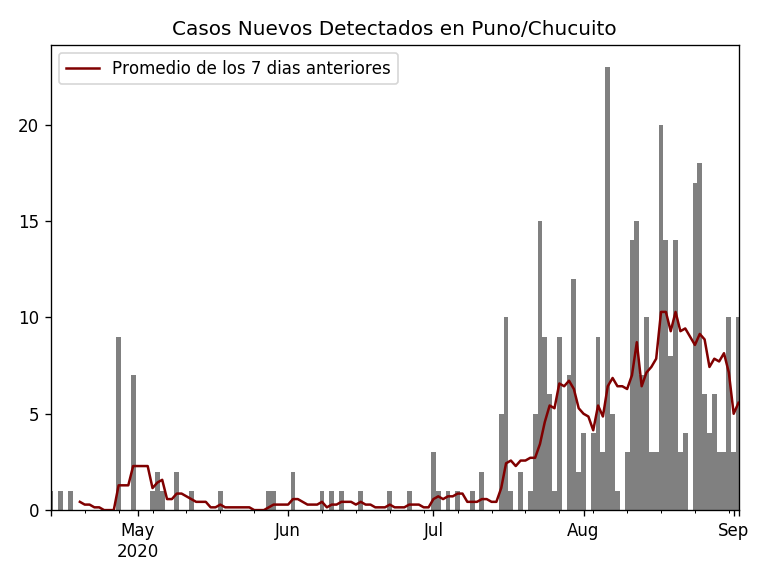 Casos Nuevos Detectados en Puno/Chucuito
Promedio de los 7 dias anteriores
20
15
10
5
0
May Jun Jul Aug Sep
2020